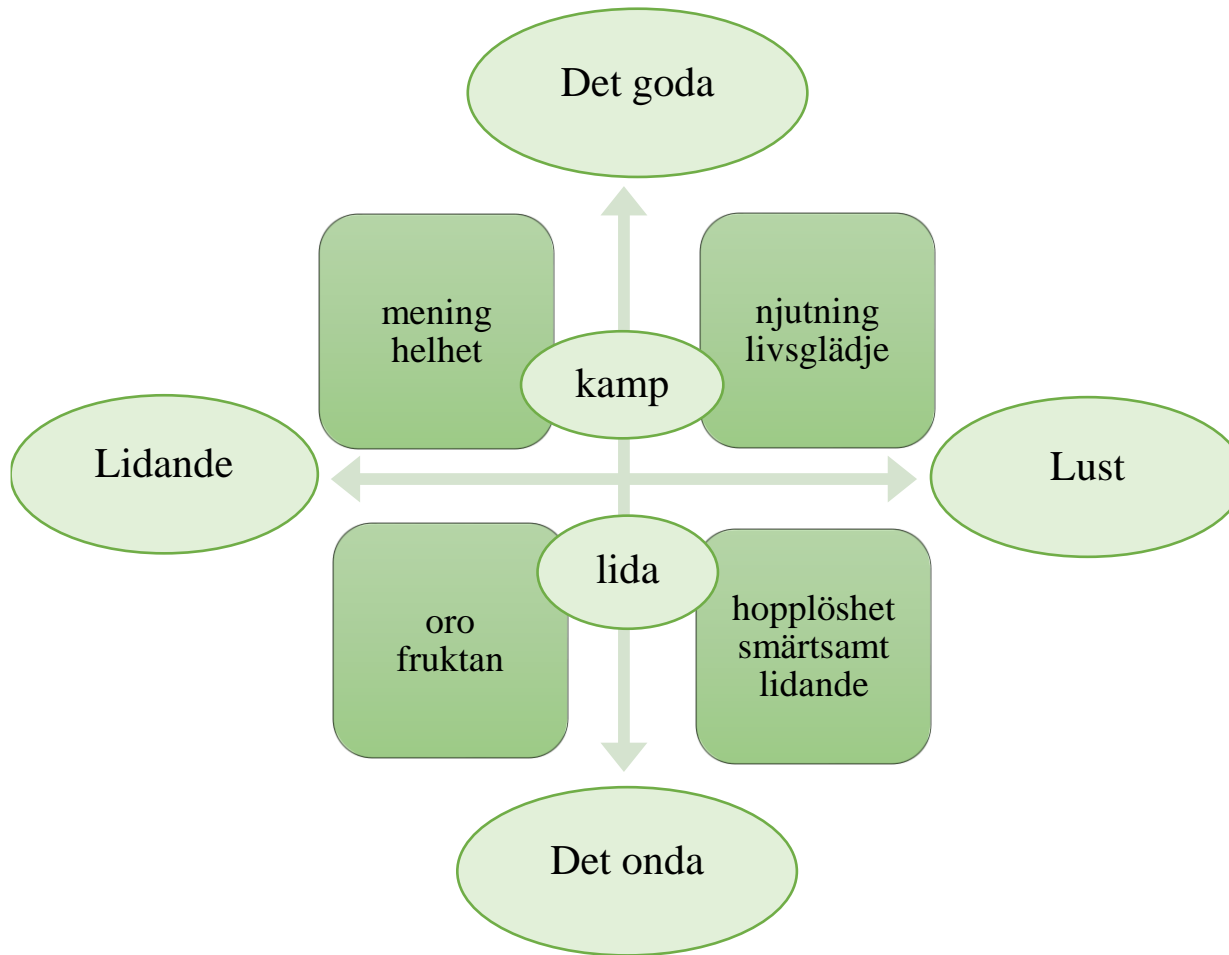 Det goda
mening
helhet
njutning
livsglädje
kamp
Lidande
Lust
lida
oro
fruktan
hopplöshet
smärtsamt
lidande
Det onda